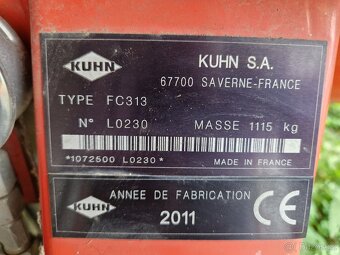 KUHN
KUHN S.A.
67700 SAVERNE-FRANCE
TYPE FC313
N° L0230 MASSE 1115 kg
*1072500 L0230*
MADE IN FRANCE
KUHN
ANNEE DE FABRICATION
2011
CE